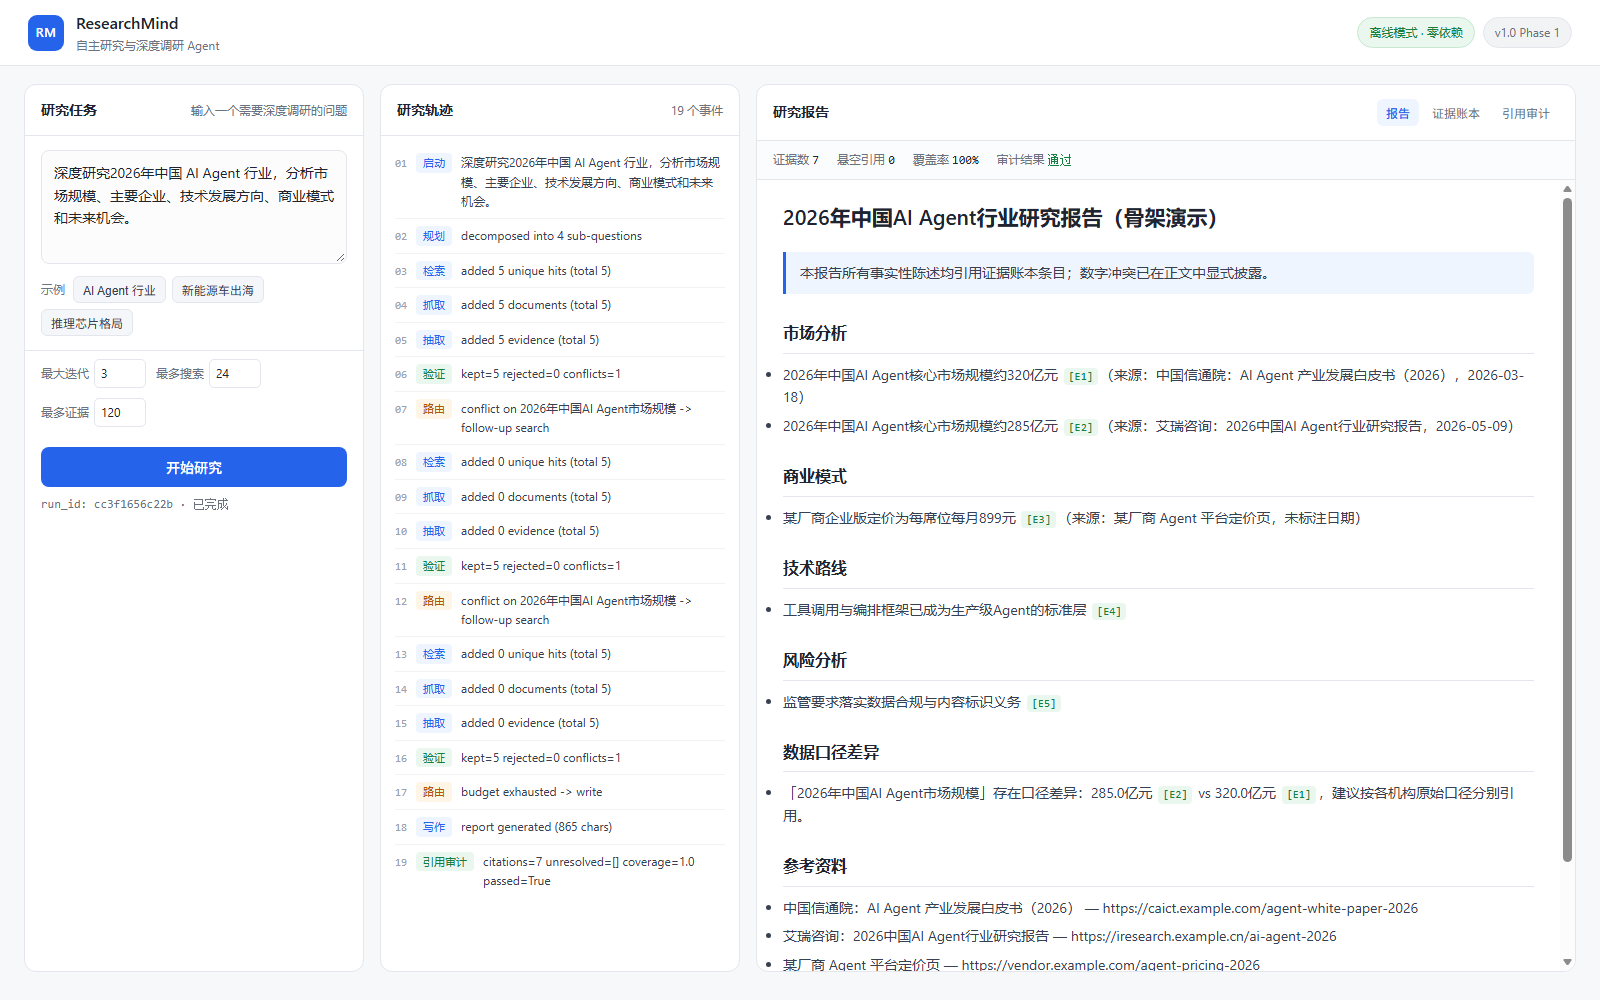 RM
ResearchMind
自主研究与深度调研 Agent
离线模式 · 零依赖
v1.0 Phase 1
研究任务
输入一个需要深度调研的问题
深度研究2026年中国 AI Agent 行业，分析市
场规模、主要企业、技术发展方向、商业模式
和未来机会。
示例
AI Agent 行业
新能源车出海
推理芯片格局
最大迭代 3
最多搜索 24
最多证据 120
开始研究
run_id: cc3f1656c22b · 已完成
研究轨迹
19 个事件
01 启动 深度研究2026年中国 AI Agent 行业，分析市场规
模、主要企业、技术发展方向、商业模式和未来
机会。
02 规划 decomposed into 4 sub-questions
03 检索 added 5 unique hits (total 5)
04 抓取 added 5 documents (total 5)
05 抽取 added 5 evidence (total 5)
06 验证 kept=5 rejected=0 conflicts=1
07 路由 conflict on 2026年中国AI Agent市场规模 ->
follow-up search
08 检索 added 0 unique hits (total 5)
09 抓取 added 0 documents (total 5)
10 抽取 added 0 evidence (total 5)
11 验证 kept=5 rejected=0 conflicts=1
12 路由 conflict on 2026年中国AI Agent市场规模 ->
follow-up search
13 检索 added 0 unique hits (total 5)
14 抓取 added 0 documents (total 5)
15 抽取 added 0 evidence (total 5)
16 验证 kept=5 rejected=0 conflicts=1
17 路由 budget exhausted -> write
18 写作 report generated (865 chars)
19 引用审计 citations=7 unresolved=[] coverage=1.0
passed=True
研究报告
报告
证据账本
引用审计
证据数 7 悬空引用 0 覆盖率 100% 审计结果 通过
2026年中国AI Agent行业研究报告（骨架演示）
本报告所有事实性陈述均引用证据账本条目；数字冲突已在正文中显式披露。
市场分析
2026年中国AI Agent核心市场规模约320亿元 [E1] （来源：中国信通院：AI Agent 产业发展白皮书（2026），2026-03-
18）
2026年中国AI Agent核心市场规模约285亿元 [E2] （来源：艾瑞咨询：2026中国AI Agent行业研究报告，2026-05-09）
商业模式
某厂商企业版定价为每席位每月899元 [E3] （来源：某厂商 Agent 平台定价页，未标注日期）
技术路线
工具调用与编排框架已成为生产级Agent的标准层 [E4]
风险分析
监管要求落实数据合规与内容标识义务 [E5]
数据口径差异
「2026年中国AI Agent市场规模」存在口径差异：285.0亿元 [E2] vs 320.0亿元 [E1] ，建议按各机构原始口径分别引
用。
参考资料
中国信通院：AI Agent 产业发展白皮书（2026） — https://caict.example.com/agent-white-paper-2026
艾瑞咨询：2026中国AI Agent行业研究报告 — https://iresearch.example.cn/ai-agent-2026
某厂商 Agent 平台定价页 — https://vendor.example.com/agent-pricing-2026